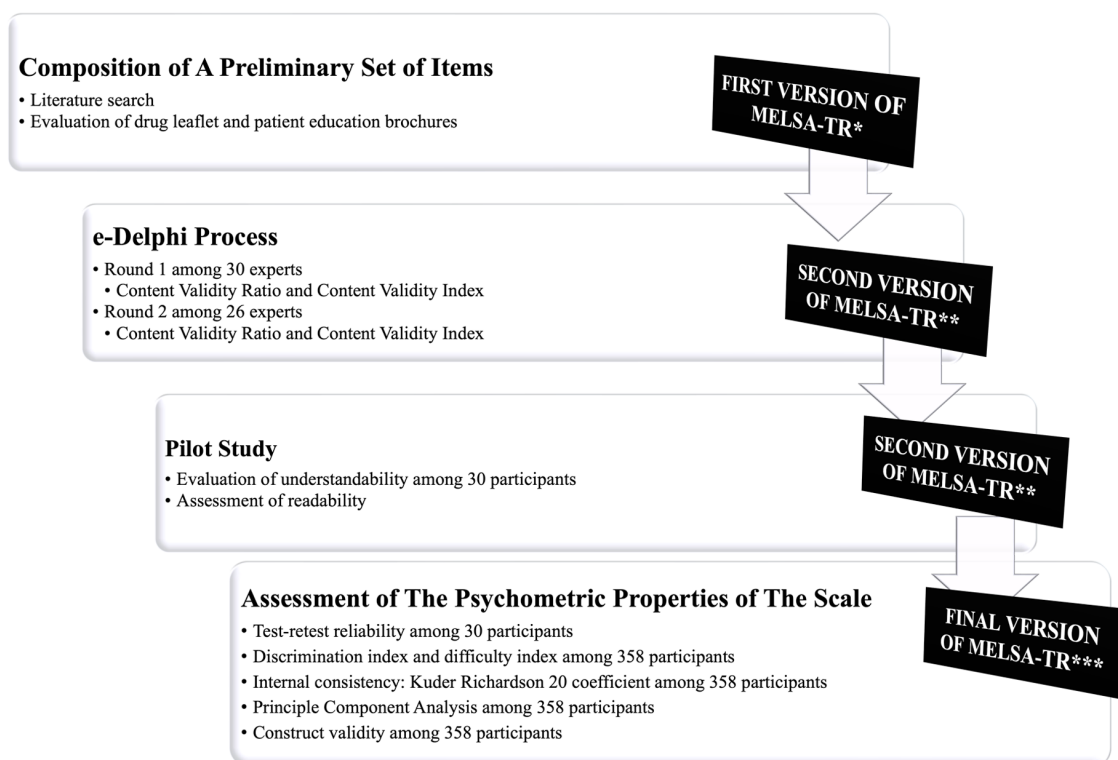 Composition of A Preliminary Set of Items
• Literature search
• Evaluation of drug leaflet and patient education brochures
FIRST VERSION OF
MELSA-TR*
e-Delphi Process
• Round 1 among 30 experts
• Content Validity Ratio and Content Validity Index
• Round 2 among 26 experts
• Content Validity Ratio and Content Validity Index
SECOND VERSION
OF MELSA-TR**
Pilot Study
• Evaluation of understandability among 30 participants
• Assessment of readability
SECOND VERSION
OF MELSA-TR**
Assessment of The Psychometric Properties of The Scale
• Test-retest reliability among 30 participants
• Discrimination index and difficulty index among 358 participants
• Internal consistency: Kuder Richardson 20 coefficient among 358 participants
• Principle Component Analysis among 358 participants
• Construct validity among 358 participants
FINAL VERSION
OF MELSA-TR***